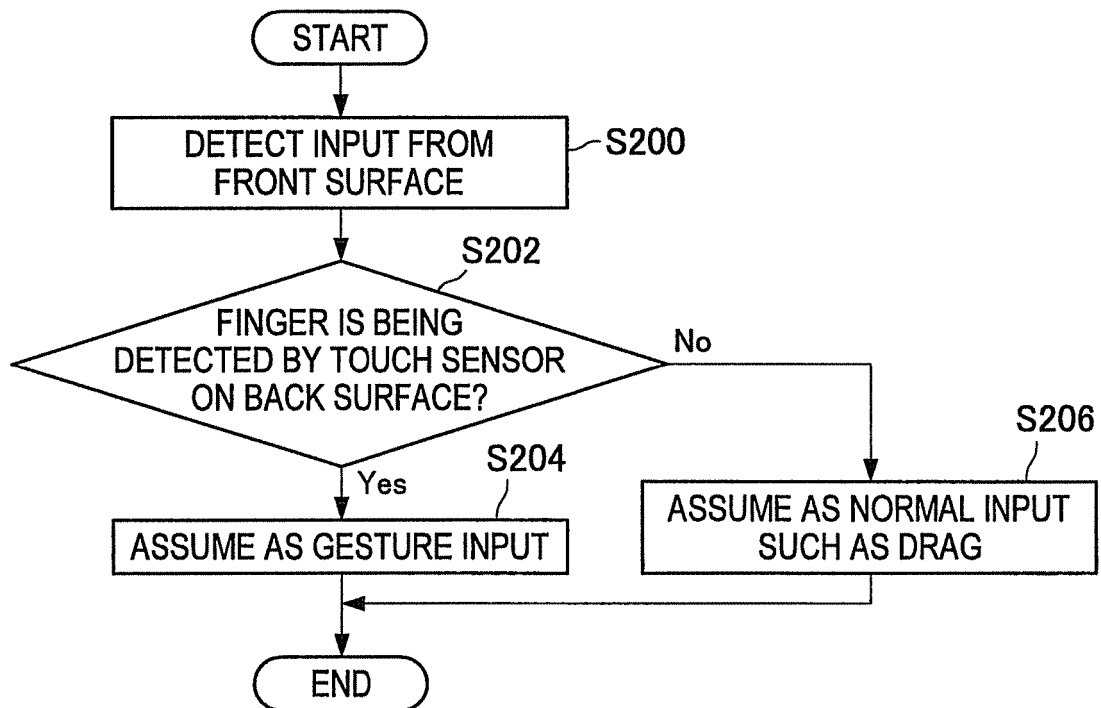 START
DETECT INPUT FROM
FRONT SURFACE
S200
S202
FINGER IS BEING
DETECTED BY TOUCH SENSOR
ON BACK SURFACE?
No
Yes
S204
ASSUME AS GESTURE INPUT
S206
ASSUME AS NORMAL INPUT
SUCH AS DRAG
END